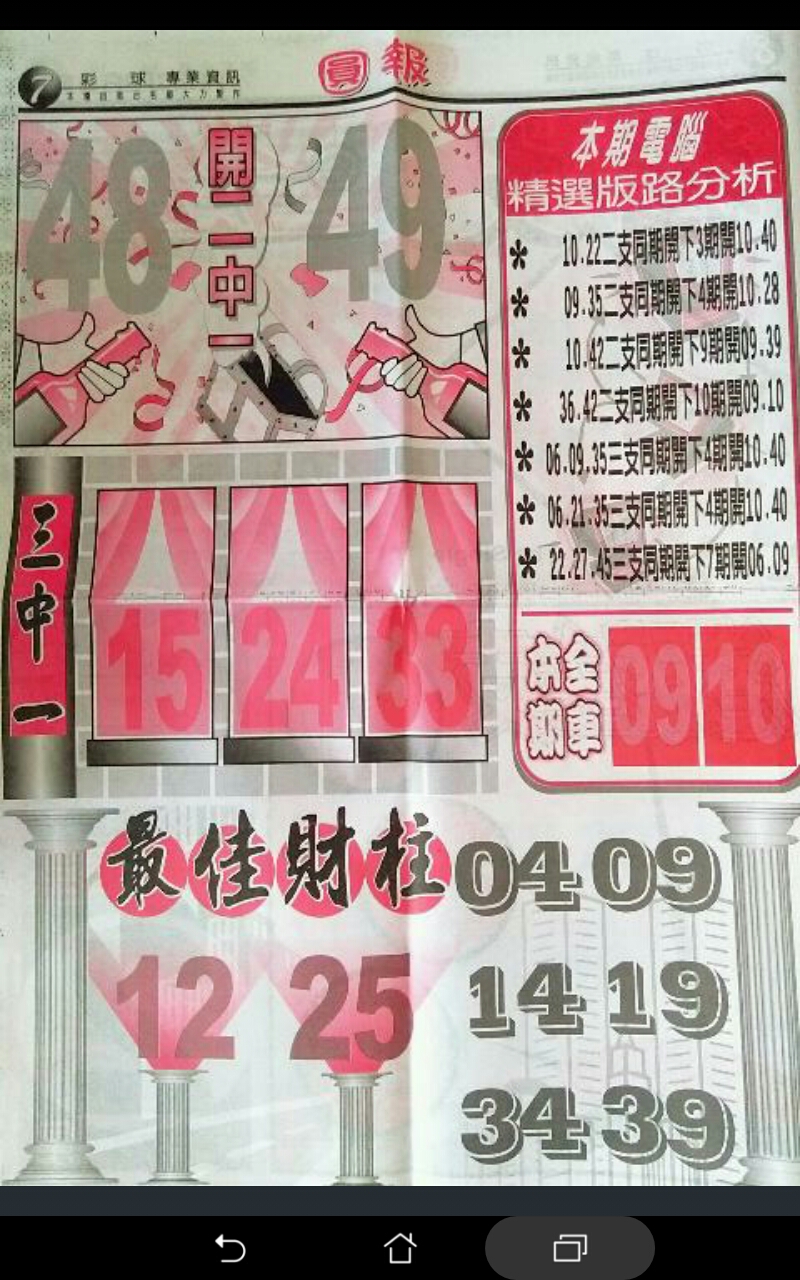 7 彩球專業資訊
員報
48 開二中一 49
本期電腦
精選版路分析
* 10.22二支同期開下3期開10.40
* 09.35二支同期開下4期開10.28
* 10.42二支同期開下9期開09.39
* 36.42二支同期開下10期開09.10
* 06.09.35三支同期開下4期開10.40
* 06.21.35三支同期開下4期開10.40
* 22.27.45三支同期開下7期開06.09
三中一
15 24 33
本期全車 09 10
最佳財柱 04 09
12 25 14 19
34 39